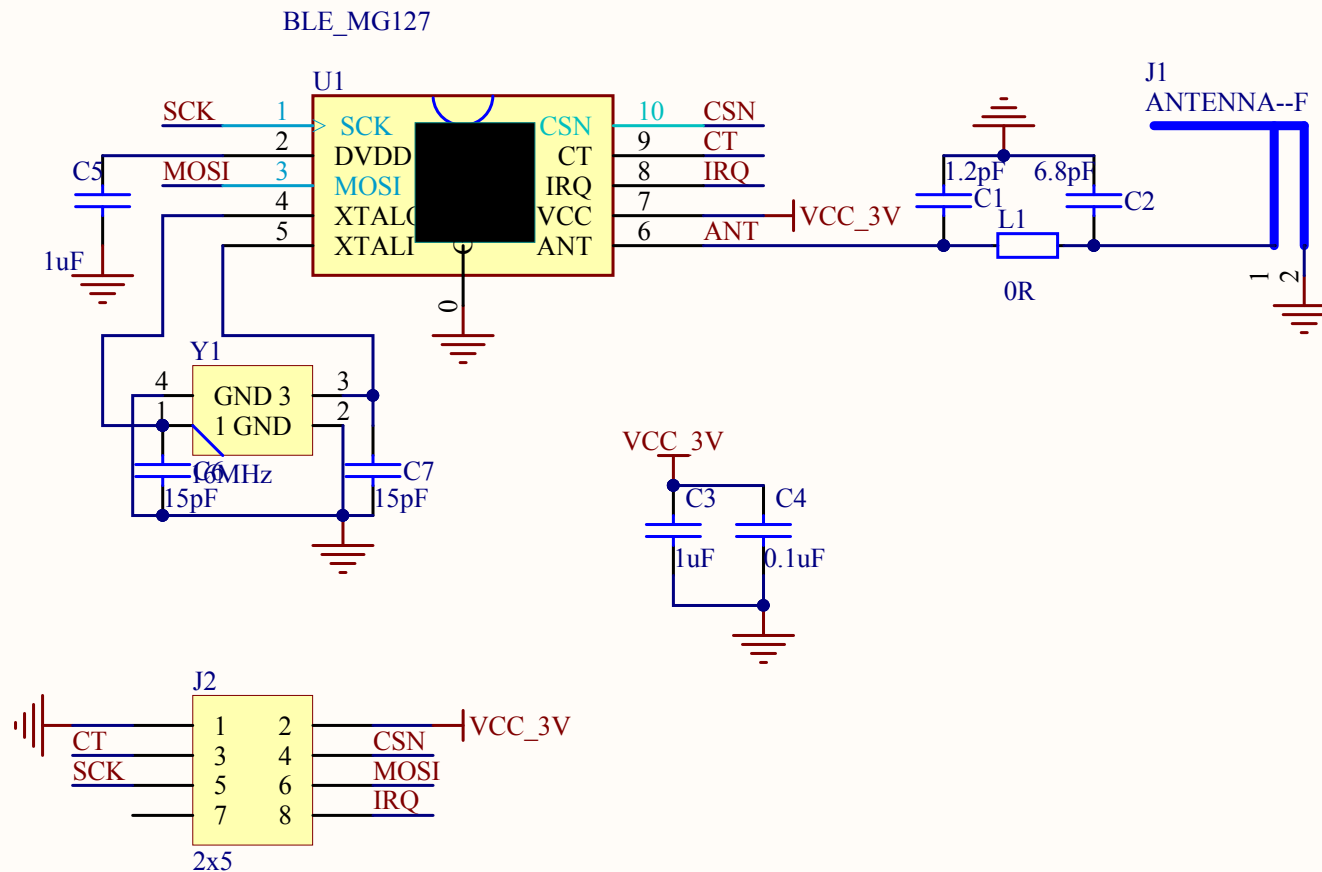 BLE_MG127
U1
SCK 1 SCK
2 DVDD
MOSI 3 MOSI
4
5 XTALI
CSN 10 CSN
CT 9 CT
IRQ 8 IRQ
VCC 7 VCC_3V
ANT 6 ANT
0
C5
1uF
J1
ANTENNA--F
1.2pF
6.8pF
C1
C2
L1
0R
1
2
Y1
4 GND 3 3
1 1 GND 2
C6
16MHz
15pF
C7
15pF
VCC_3V
C3
C4
1uF
0.1uF
J2
1 2 VCC_3V
CT 3 4 CSN
SCK 5 6 MOSI
7 8 IRQ
2x5